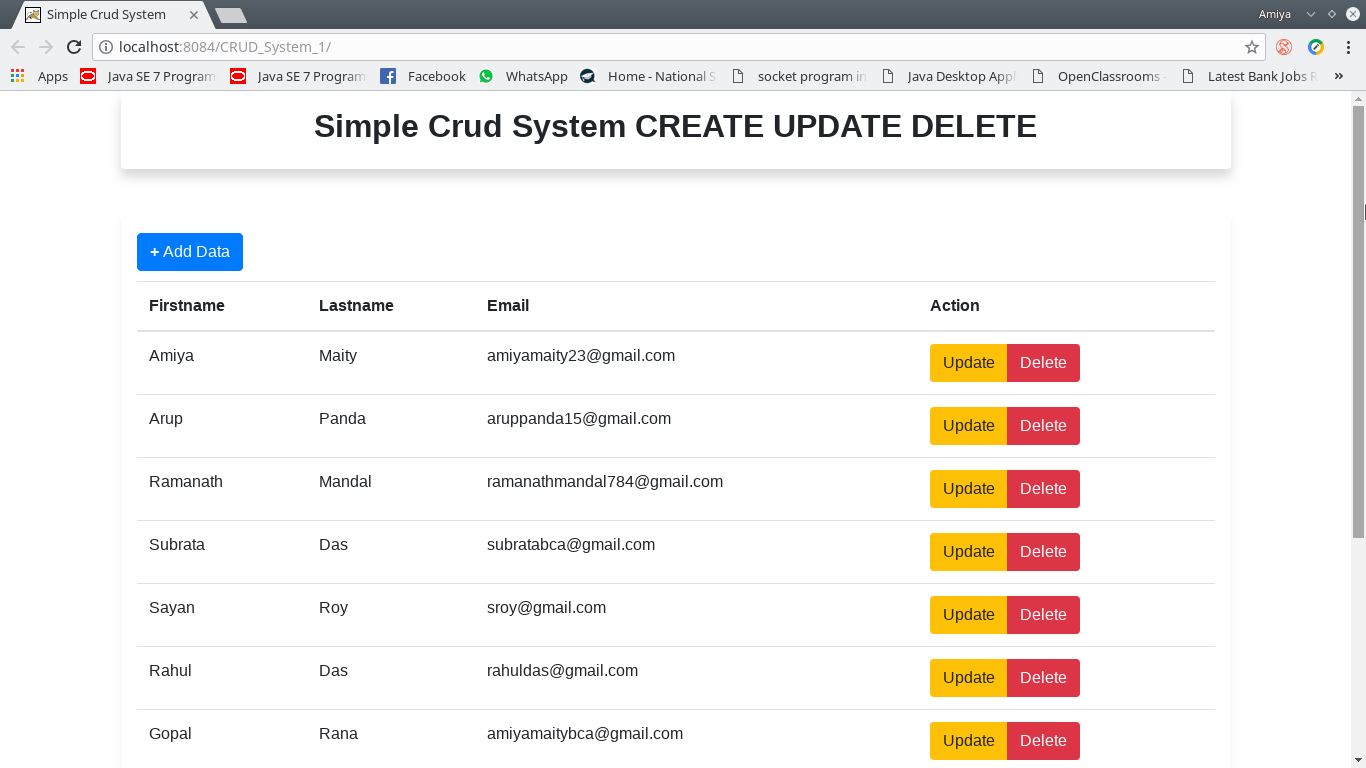 Simple Crud System
Amiya
localhost:8084/CRUD_System_1/
Apps Java SE 7 Program Java SE 7 Program Facebook WhatsApp Home - National S socket program in Java Desktop Appl OpenClassrooms - Latest Bank Jobs R »
Simple Crud System CREATE UPDATE DELETE
+ Add Data
Firstname Lastname Email Action
Amiya Maity amiyamaity23@gmail.com Update Delete
Arup Panda aruppanda15@gmail.com Update Delete
Ramanath Mandal ramanathmandal784@gmail.com Update Delete
Subrata Das subratabca@gmail.com Update Delete
Sayan Roy sroy@gmail.com Update Delete
Rahul Das rahuldas@gmail.com Update Delete
Gopal Rana amiyamaitybca@gmail.com Update Delete